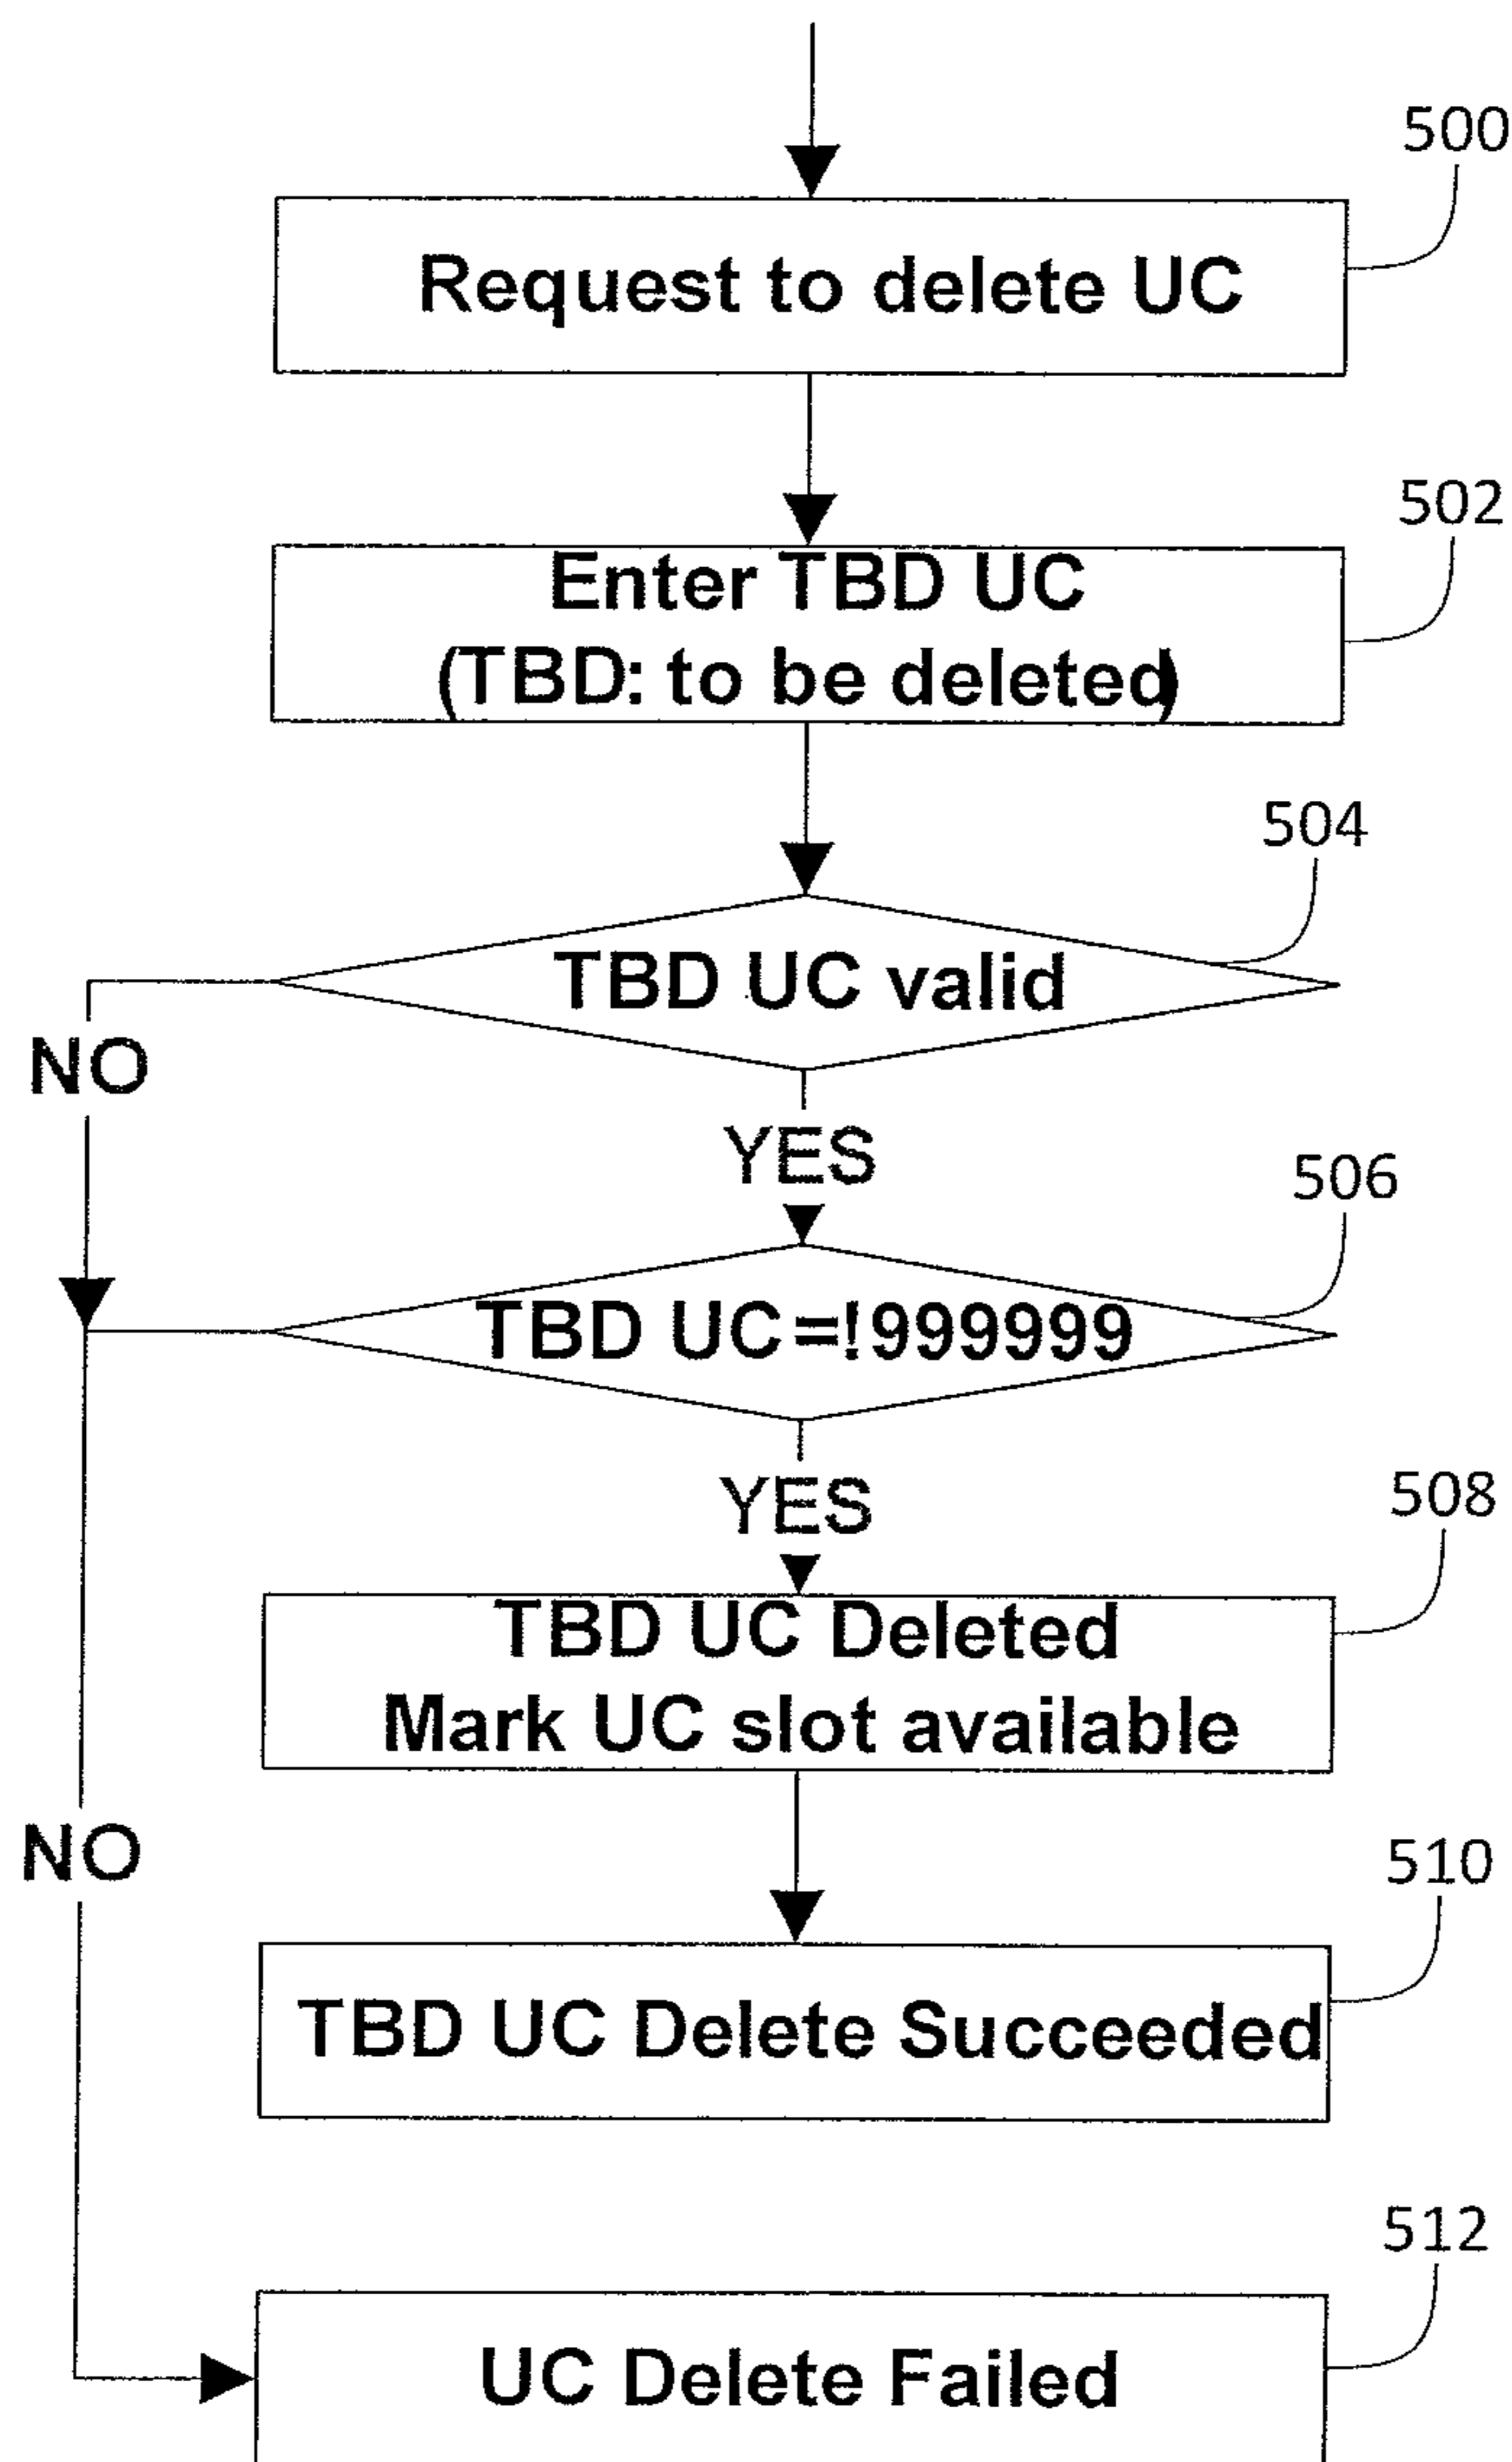 500
Request to delete UC
502
Enter TBD UC
(TBD: to be deleted)
504
TBD UC valid
NO
YES
506
TBD UC=!999999
YES
508
TBD UC Deleted
Mark UC slot available
NO
510
TBD UC Delete Succeeded
512
UC Delete Failed